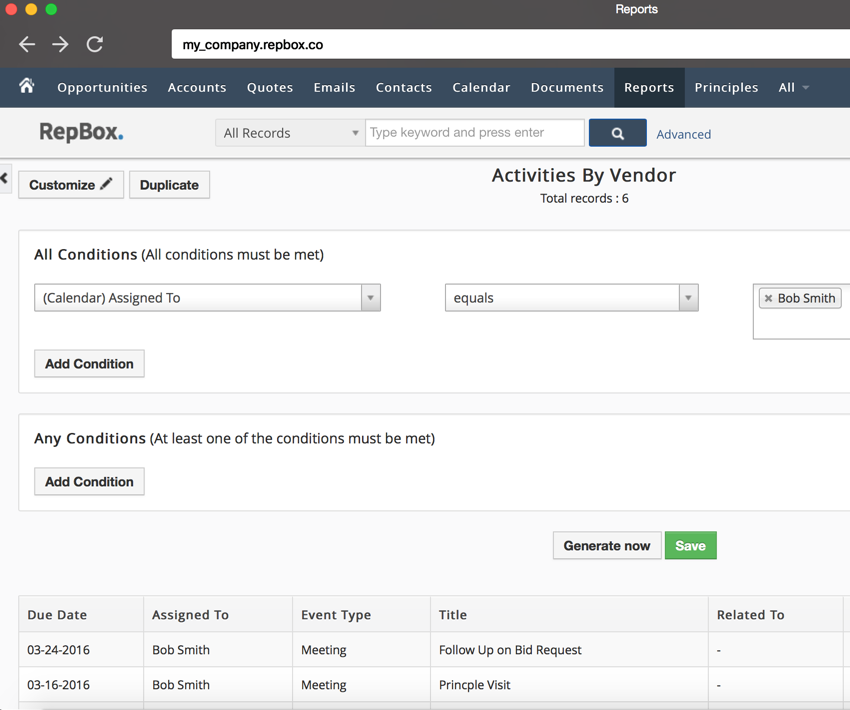 Reports
my_company.repbox.co
Opportunities Accounts Quotes Emails Contacts Calendar Documents Reports Principles All
RepBox. All Records Type keyword and press enter Advanced
Customize Duplicate Activities By Vendor
Total records : 6
All Conditions (All conditions must be met)
(Calendar) Assigned To equals × Bob Smith
Add Condition
Any Conditions (At least one of the conditions must be met)
Add Condition
Generate now Save
Due Date Assigned To Event Type Title Related To
03-24-2016 Bob Smith Meeting Follow Up on Bid Request -
03-16-2016 Bob Smith Meeting Princple Visit -